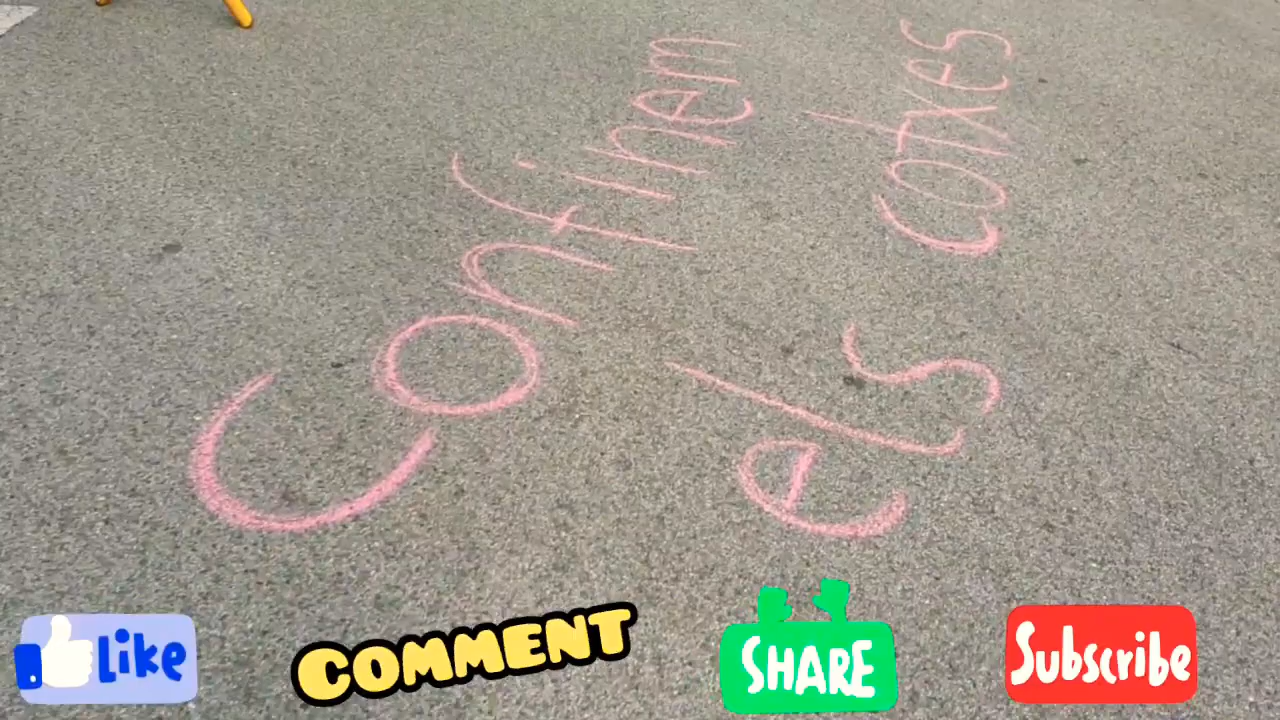 Confinem
els cotxes
Like
COMMENT
SHARE
Subscribe